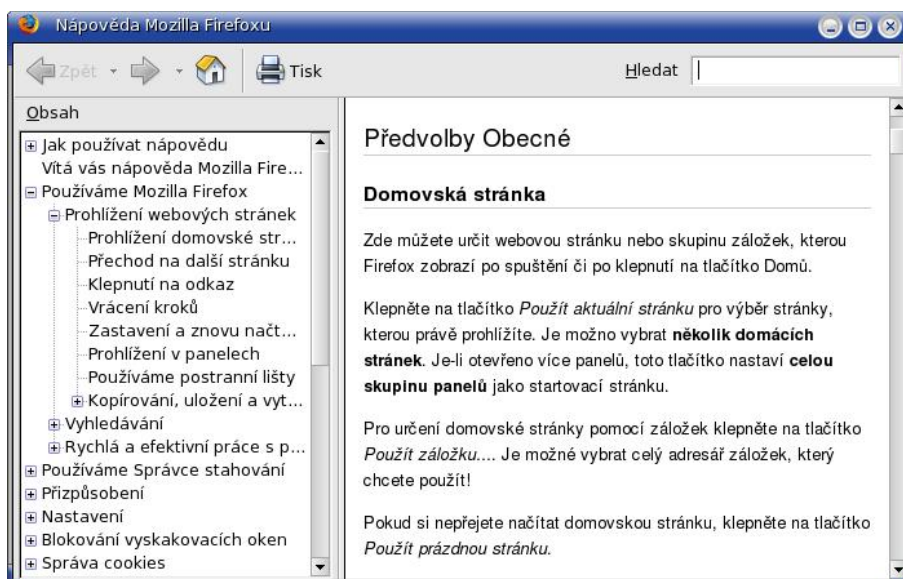 Nápověda Mozilla Firefoxu
Zpět
Tisk
Hledat
Obsah
Jak používat nápovědu
Vítá vás nápověda Mozilla Fire...
Používáme Mozilla Firefox
Prohlížení webových stránek
Prohlížení domovské str...
Přechod na další stránku
Klepnutí na odkaz
Vrácení kroků
Zastavení a znovu načt...
Prohlížení v panelech
Používáme postranní lišty
Kopírování, uložení a vyt...
Vyhledávání
Rychlá a efektivní práce s p...
Používáme Správce stahování
Přizpůsobení
Nastavení
Blokování vyskakovacích oken
Správa cookies
Předvolby Obecné
Domovská stránka
Zde můžete určit webovou stránku nebo skupinu záložek, kterou
Firefox zobrazí po spuštění či po klepnutí na tlačítko Domů.
Klepněte na tlačítko Použít aktuální stránku pro výběr stránky,
kterou právě prohlížíte. Je možno vybrat několik domácích
stránek. Je-li otevřeno více panelů, toto tlačítko nastaví celou
skupinu panelů jako startovací stránku.
Pro určení domovské stránky pomocí záložek klepněte na tlačítko
Použít záložku.... Je možné vybrat celý adresář záložek, který
chcete použít!
Pokud si nepřejete načítat domovskou stránku, klepněte na tlačítko
Použít prázdnou stránku.